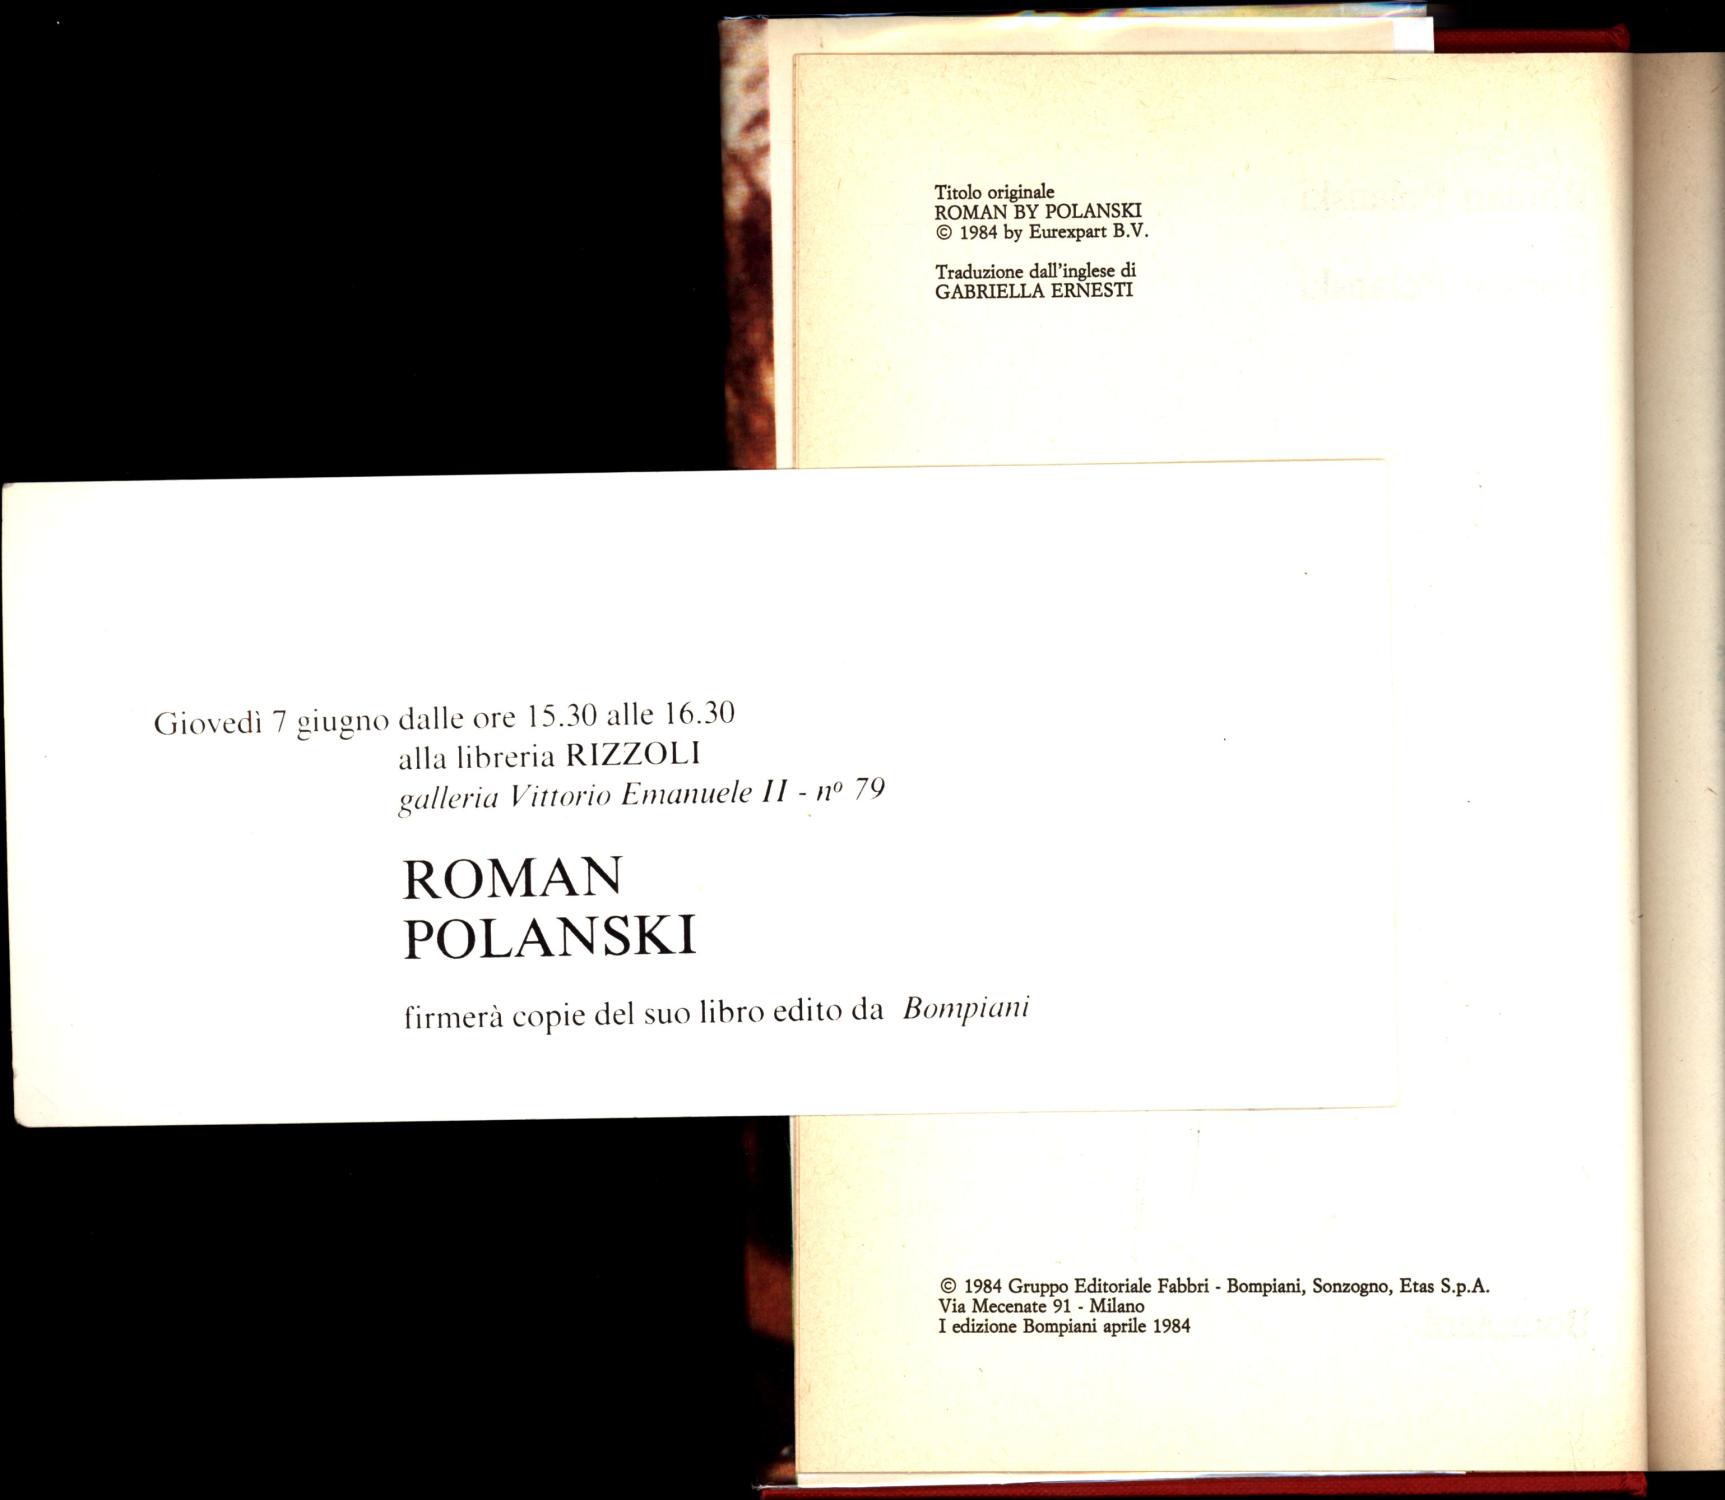 Titolo originale
ROMAN BY POLANSKI
© 1984 by Eurexpart B.V.
Traduzione dall'inglese di
GABRIELLA ERNESTI
Giovedì 7 giugno dalle ore 15.30 alle 16.30
alla libreria RIZZOLI
galleria Vittorio Emanuele II - nº 79
ROMAN
POLANSKI
firmerà copie del suo libro edito da Bompiani
© 1984 Gruppo Editoriale Fabbri - Bompiani, Sonzogno, Etas S.p.A.
Via Mecenate 91 - Milano
I edizione Bompiani aprile 1984